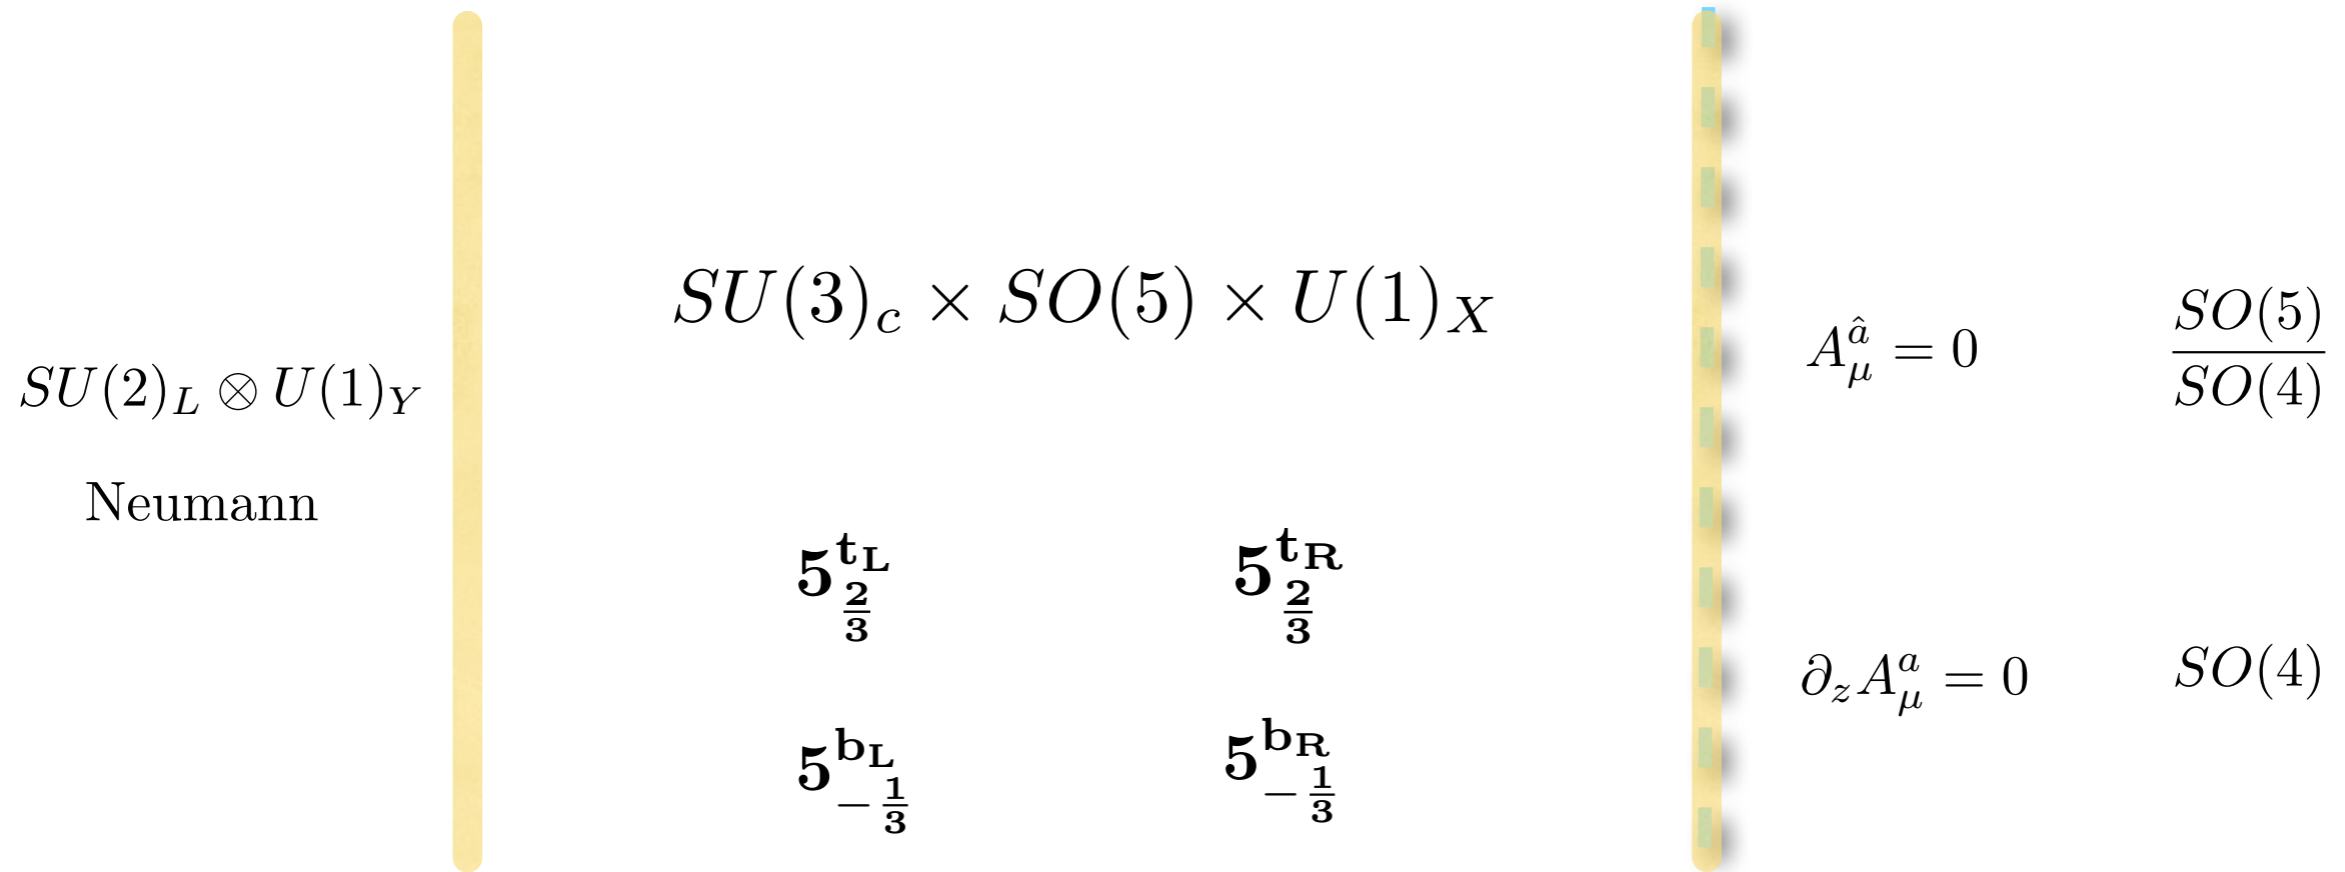 SU(2)_L ⊗ U(1)_Y
Neumann
SU(3)_c × SO(5) × U(1)_X
5^{t_L}_{2/3}
5^{t_R}_{2/3}
5^{b_L}_{-1/3}
5^{b_R}_{-1/3}
A^{â}_μ = 0
SO(5)
SO(4)
∂_z A^a_μ = 0
SO(4)